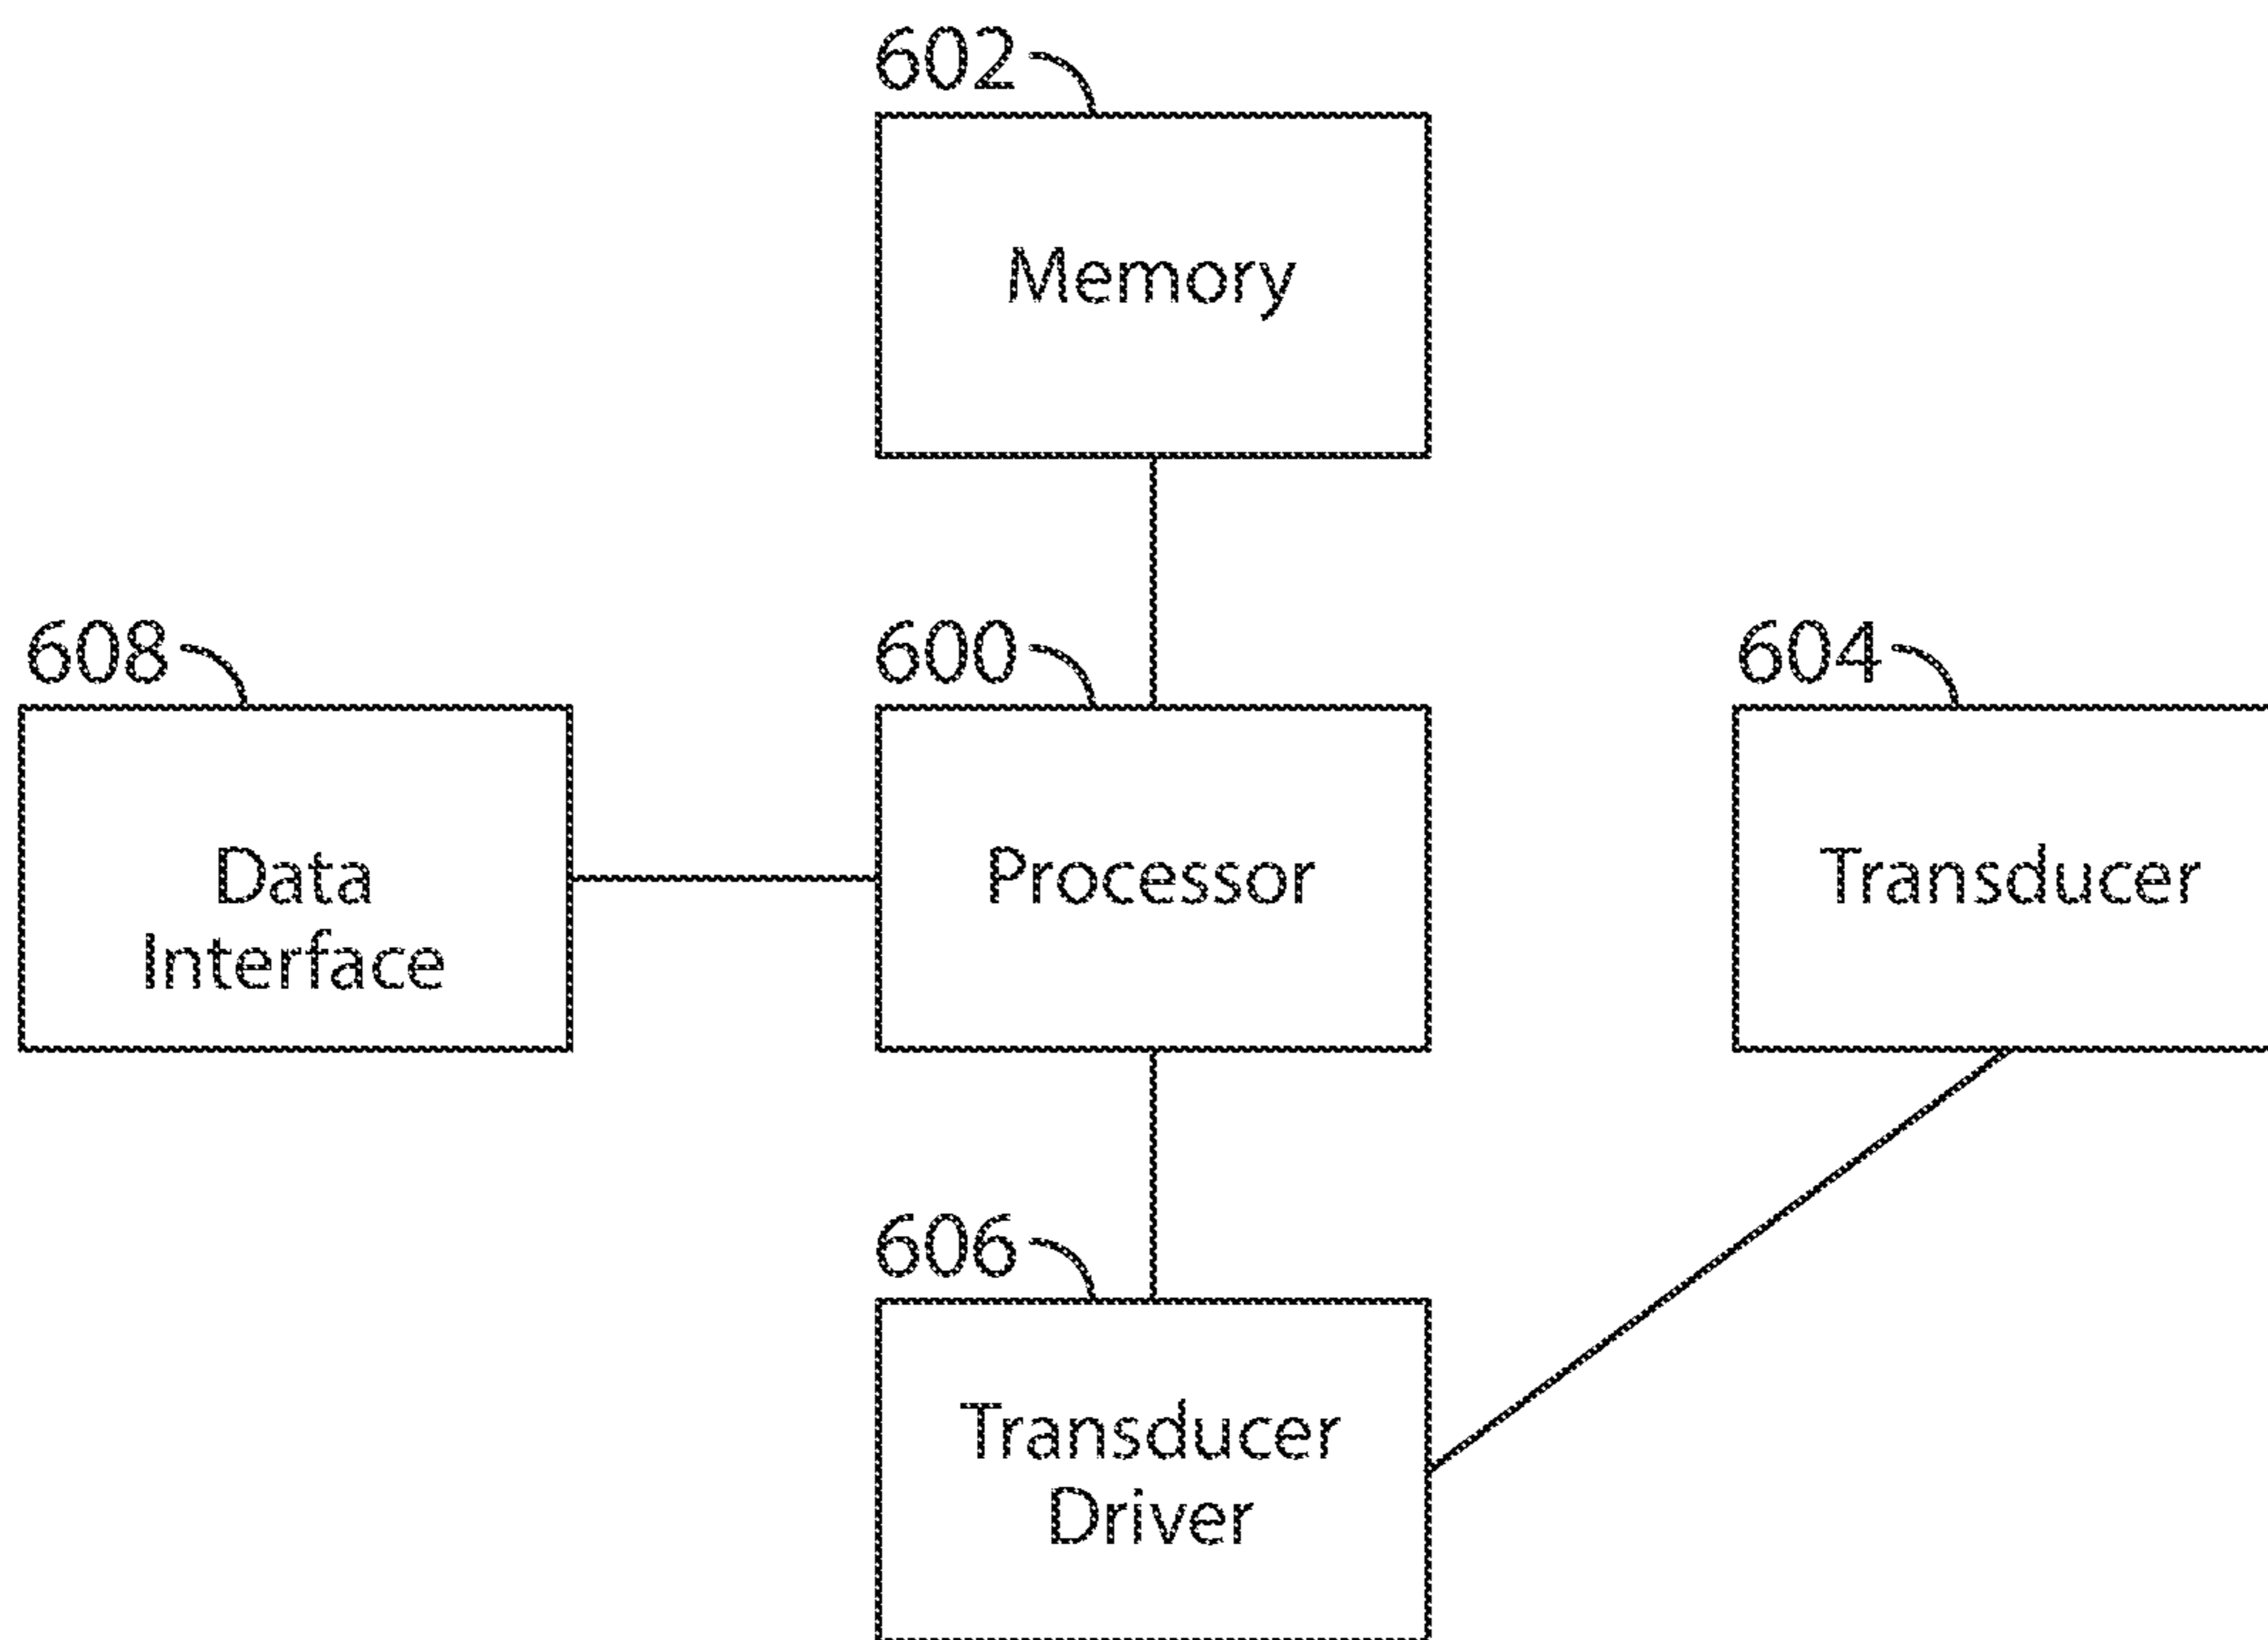 602
Memory
608
600
604
Data
Interface
Processor
Transducer
606
Transducer
Driver